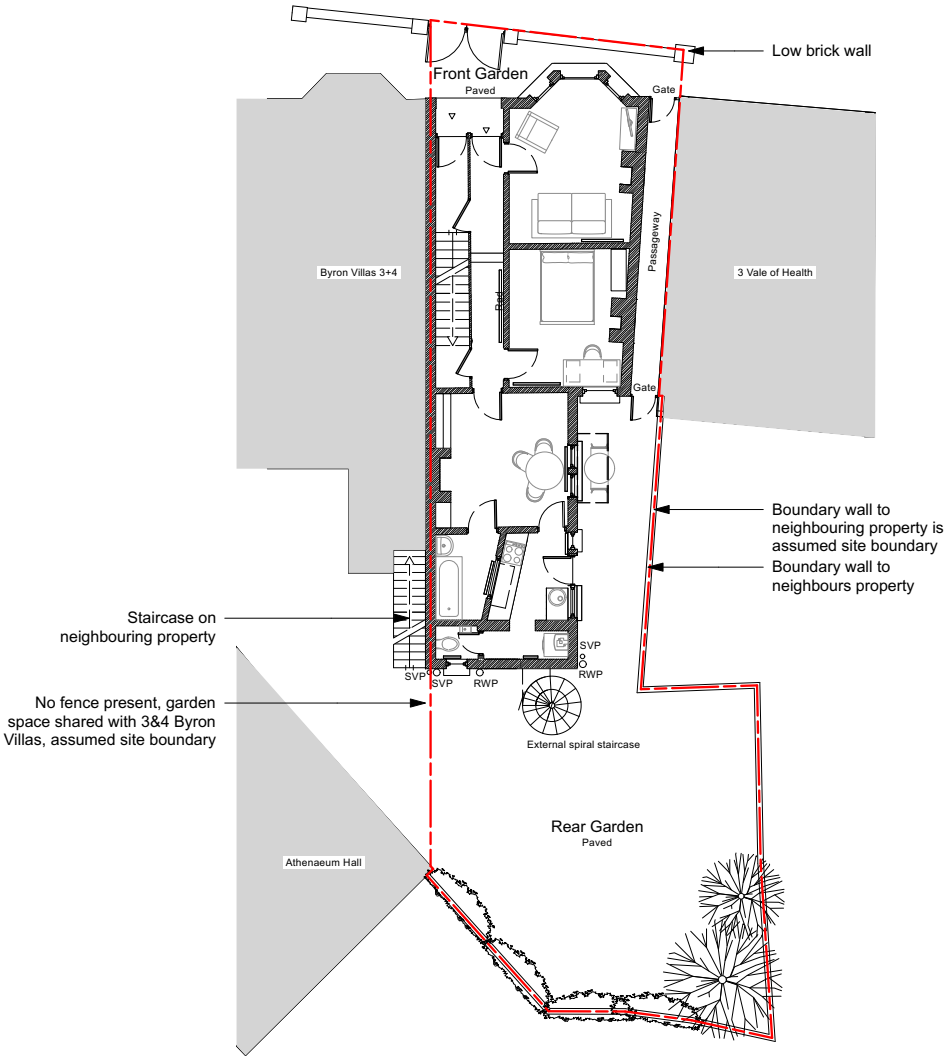 Low brick wall
Front Garden
Paved
Gate
Passageway
Byron Villas 3+4
3 Vale of Health
Rad
Gate
Boundary wall to
neighbouring property is
assumed site boundary
Boundary wall to
neighbours property
Staircase on
neighbouring property
SVP
SVP
SVP
RWP
RWP
No fence present, garden
space shared with 3&4 Byron
Villas, assumed site boundary
External spiral staircase
Rear Garden
Paved
Athenaeum Hall